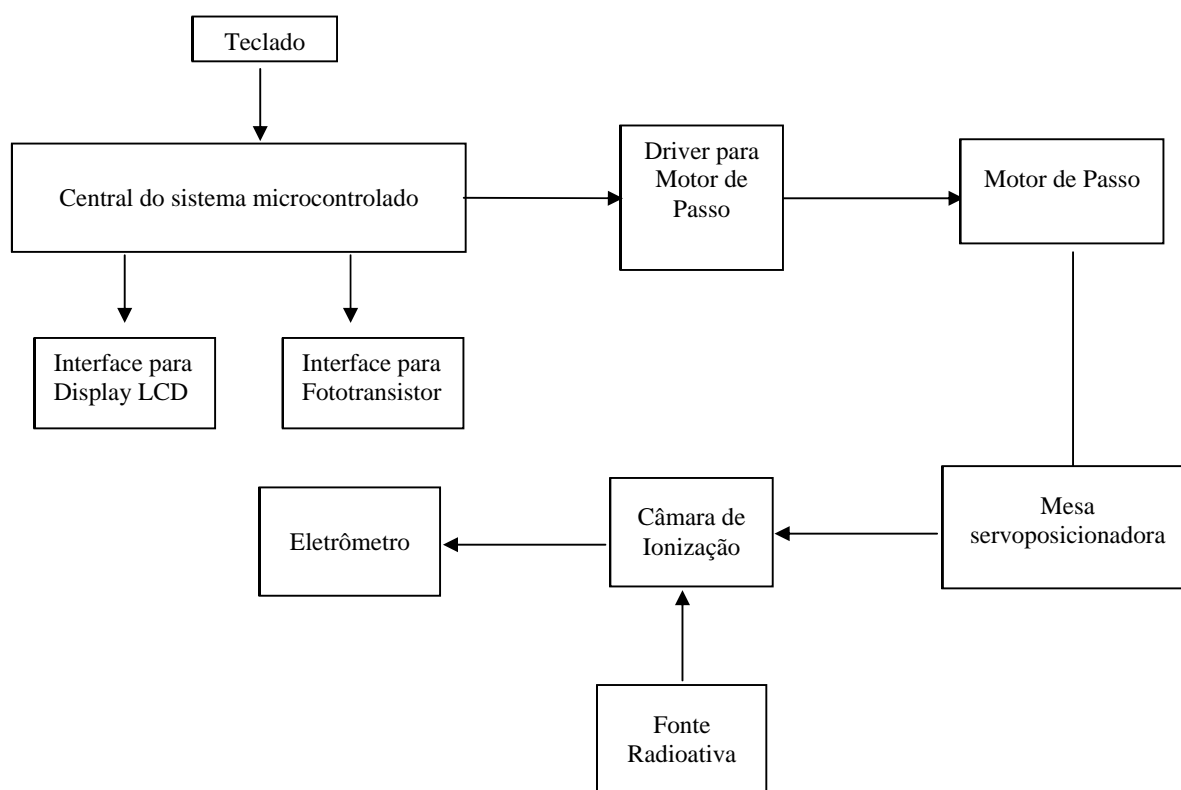 Teclado
Central do sistema microcontrolado
Driver para
Motor de
Passo
Motor de Passo
Interface para
Display LCD
Interface para
Fototransistor
Eletrômetro
Câmara de
Ionização
Mesa
servoposicionadora
Fonte
Radioativa